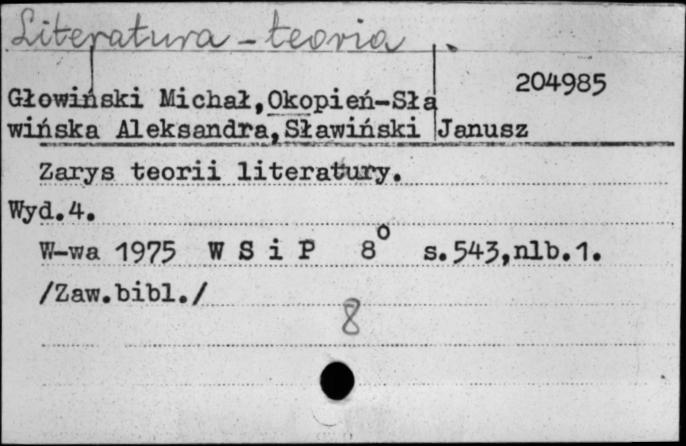 Literatura - teoria.
204985
Głowiński Michał, Okopień-Sła
wińska Aleksandra, Sławiński Janusz
Zarys teorii literatury.
Wyd.4.
W-wa 1975 W S i P 8° s.543,nlb.1.
/Zaw.bibl./
8